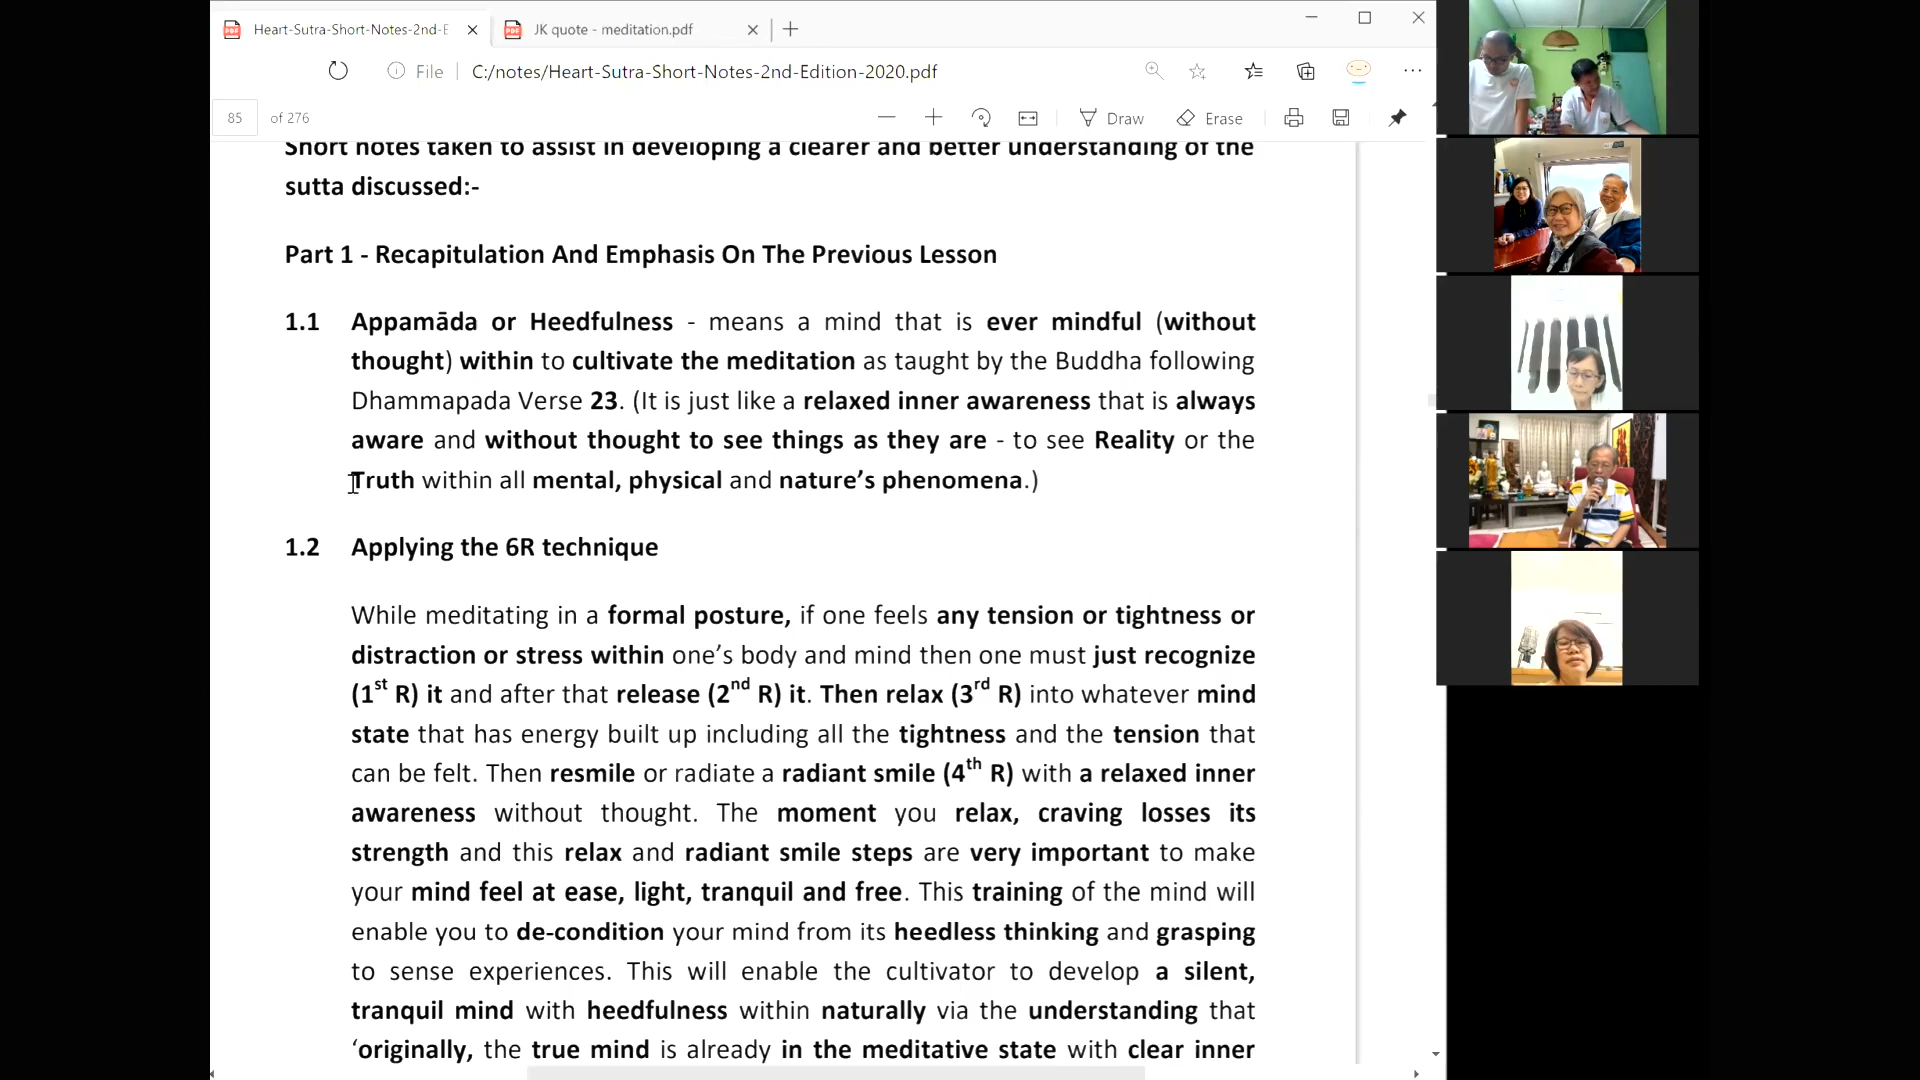 Heart-Sutra-Short-Notes-2nd-E
JK quote - meditation.pdf
File
C:/notes/Heart-Sutra-Short-Notes-2nd-Edition-2020.pdf
85 of 276
Draw
Erase
Short notes taken to assist in developing a clearer and better understanding of the
sutta discussed:-
Part 1 - Recapitulation And Emphasis On The Previous Lesson
1.1 Appamāda or Heedfulness - means a mind that is ever mindful (without
thought) within to cultivate the meditation as taught by the Buddha following
Dhammapada Verse 23. (It is just like a relaxed inner awareness that is always
aware and without thought to see things as they are - to see Reality or the
Truth within all mental, physical and nature’s phenomena.)
1.2 Applying the 6R technique
While meditating in a formal posture, if one feels any tension or tightness or
distraction or stress within one’s body and mind then one must just recognize
(1st R) it and after that release (2nd R) it. Then relax (3rd R) into whatever mind
state that has energy built up including all the tightness and the tension that
can be felt. Then resmile or radiate a radiant smile (4th R) with a relaxed inner
awareness without thought. The moment you relax, craving losses its
strength and this relax and radiant smile steps are very important to make
your mind feel at ease, light, tranquil and free. This training of the mind will
enable you to de-condition your mind from its heedless thinking and grasping
to sense experiences. This will enable the cultivator to develop a silent,
tranquil mind with heedfulness within naturally via the understanding that
‘originally, the true mind is already in the meditative state with clear inner